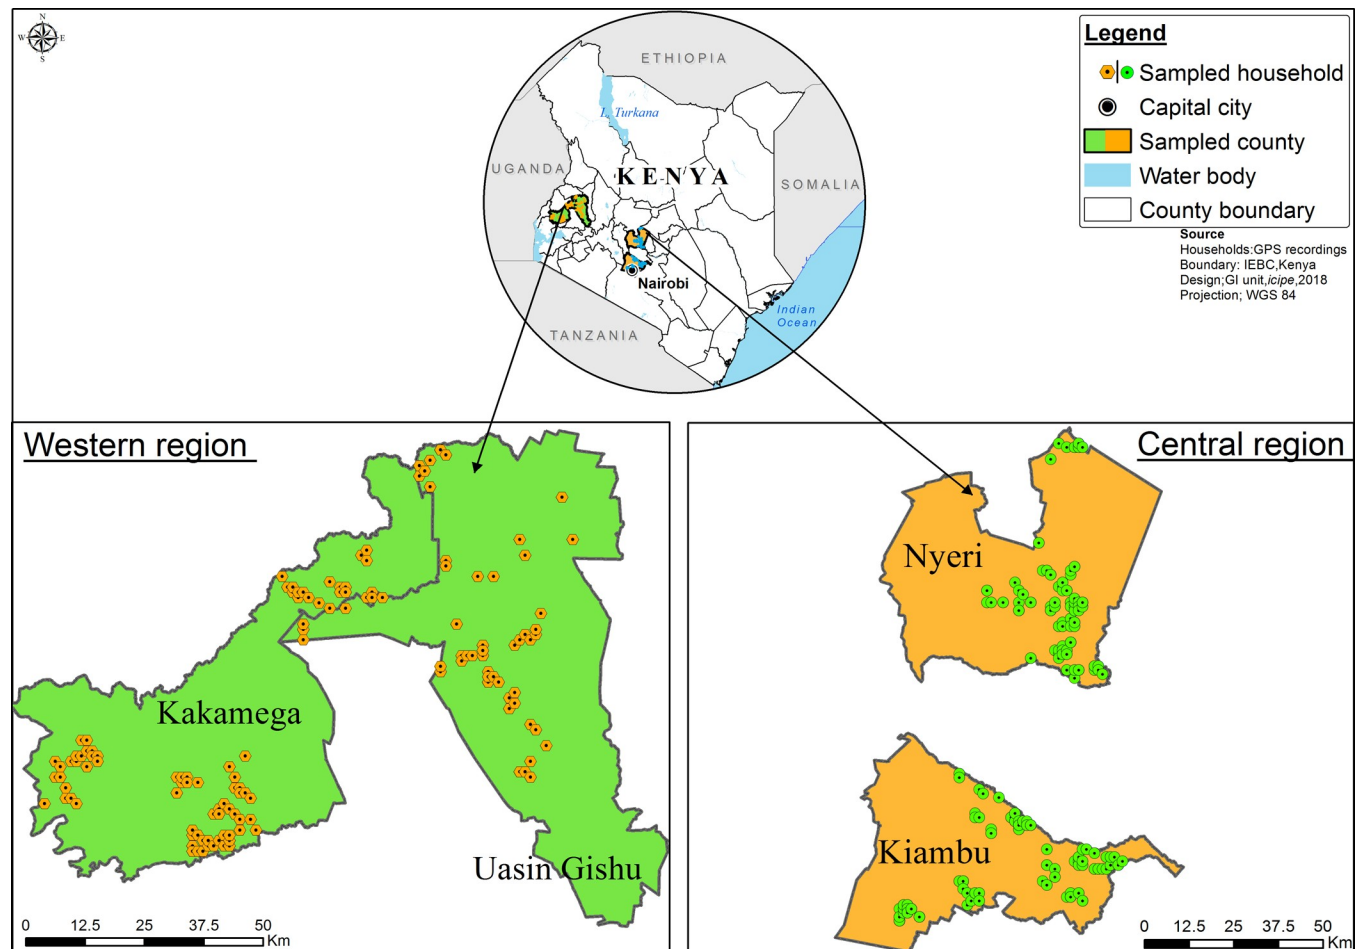 N
W E
S
ETHIOPIA
L. Turkana
UGANDA
KENYA
SOMALIA
Nairobi
Indian
Ocean
TANZANIA
Legend
Sampled household
Capital city
Sampled county
Water body
County boundary
Source
Households:GPS recordings
Boundary: IEBC,Kenya
Design;GI unit,icipe,2018
Projection; WGS 84
Western region
Kakamega
Uasin Gishu
0 12.5 25 37.5 50
Km
Central region
Nyeri
Kiambu
0 12.5 25 37.5 50
Km